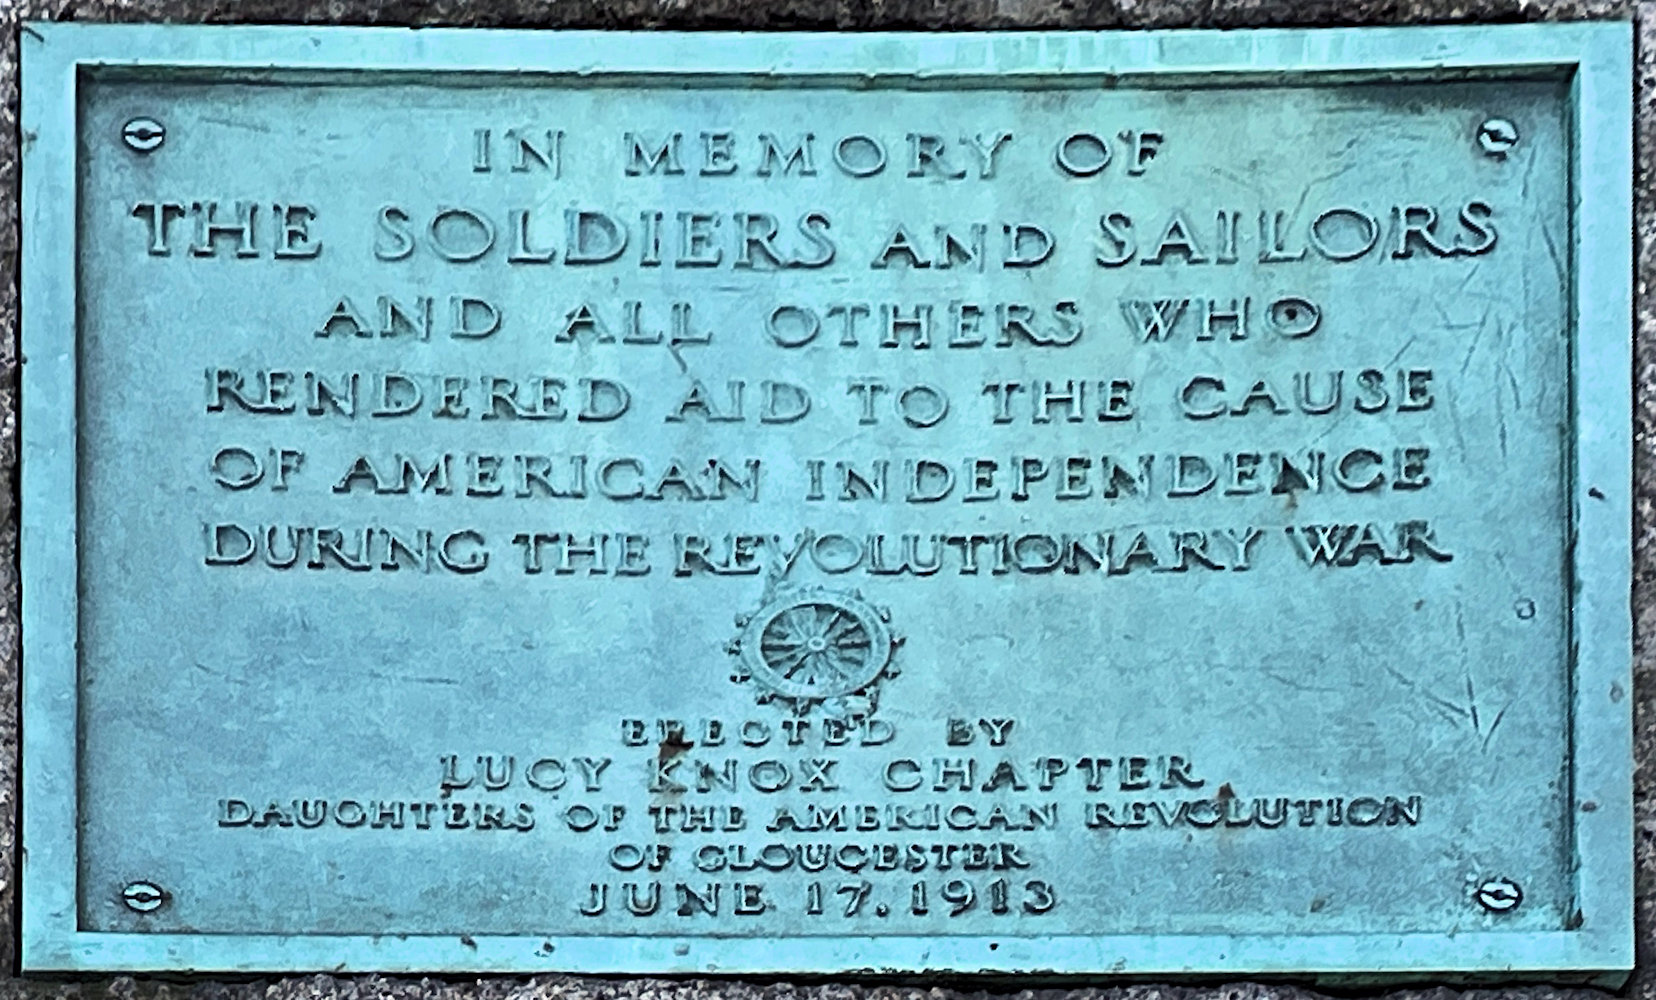 IN MEMORY OF
THE SOLDIERS AND SAILORS
AND ALL OTHERS WHO
RENDERED AID TO THE CAUSE
OF AMERICAN INDEPENDENCE
DURING THE REVOLUTIONARY WAR
ERECTED BY
LUCY KNOX CHAPTER
DAUGHTERS OF THE AMERICAN REVOLUTION
OF GLOUCESTER
JUNE 17. 1913